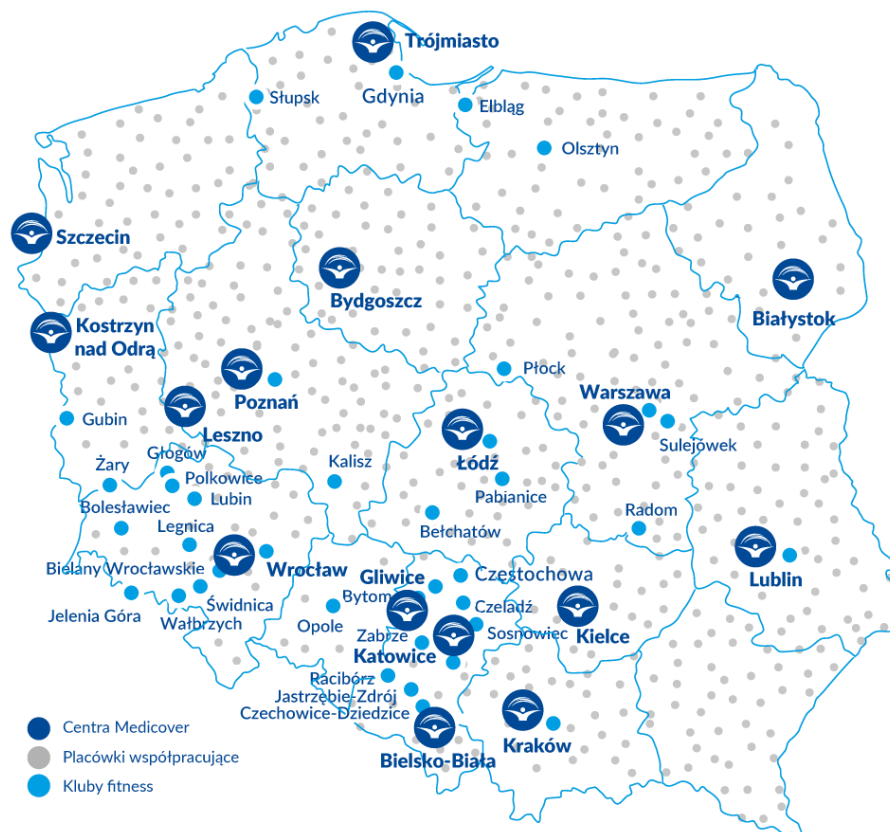 Trójmiasto
Gdynia
Słupsk
Elbląg
Olsztyn
Szczecin
Bydgoszcz
Białystok
Kostrzyn
nad Odrą
Płock
Warszawa
Poznań
Leszno
Gubin
Sulejówek
Głogów
Łódź
Kalisz
Żary
Polkowice
Lubin
Pabianice
Bolesławiec
Legnica
Bełchatów
Radom
Bielany Wrocławskie
Wrocław
Gliwice
Częstochowa
Lublin
Bytom
Jelenia Góra
Świdnica
Wałbrzych
Opole
Czeladź
Zabrze
Sosnowiec
Kielce
Katowice
Racibórz
Jastrzębie-Zdrój
Czechowice-Dziedzice
Kraków
Bielsko-Biała
Centra Medicover
Placówki współpracujące
Kluby fitness